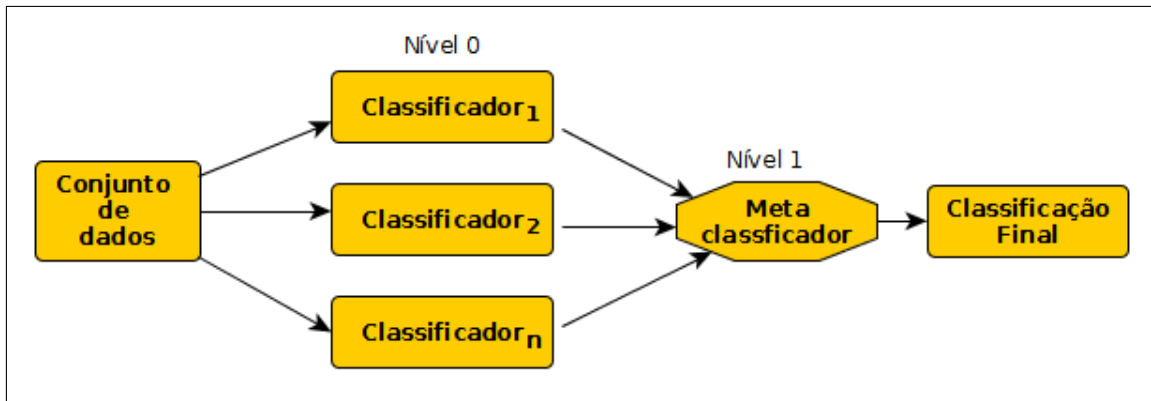 Nível 0
Classificador1
Conjunto
de
dados
Classificador2
Classificadorn
Nível 1
Meta
classficador
Classificação
Final